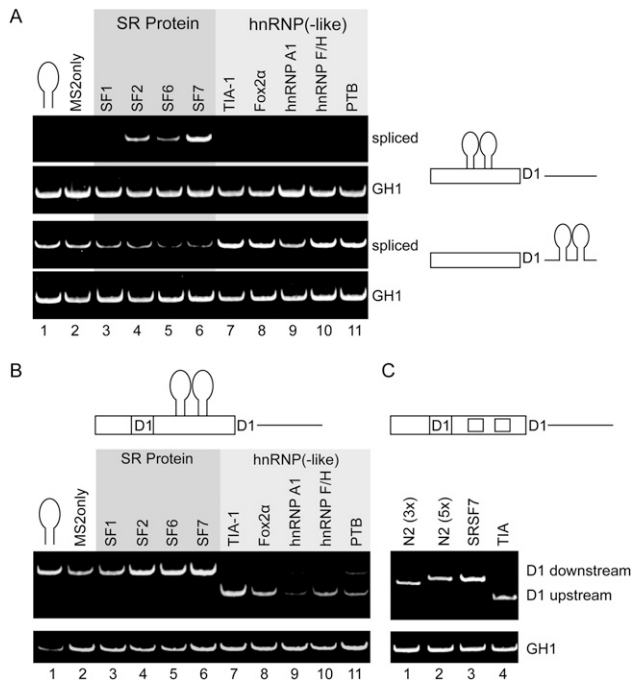 A
SR Protein hnRNP(-like)
MS2only SF1 SF2 SF6 SF7 TIA-1 Fox2α hnRNP A1 hnRNP F/H PTB
spliced
D1
GH1
spliced
D1
GH1
1 2 3 4 5 6 7 8 9 10 11
B
D1 D1
SR Protein hnRNP(-like)
MS2only SF1 SF2 SF6 SF7 TIA-1 Fox2α hnRNP A1 hnRNP F/H PTB
1 2 3 4 5 6 7 8 9 10 11
C
D1 D1
N2 (3x) N2 (5x) SRSF7 TIA
D1 downstream
D1 upstream
GH1
1 2 3 4